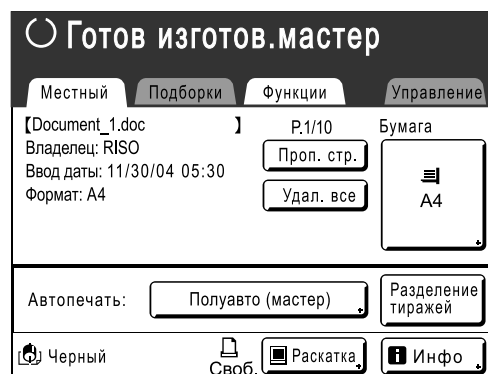 Готов изготов.мастер
Местный Подборки Функции Управление
【Document_1.doc 】 P.1/10 Бумага
Владелец: RISO Проп. стр.
Ввод даты: 11/30/04 05:30
Формат: A4 Удал. все A4
Автопечать: Полуавто (мастер) Разделение
тиражей
Черный Своб. Раскатка Инфо